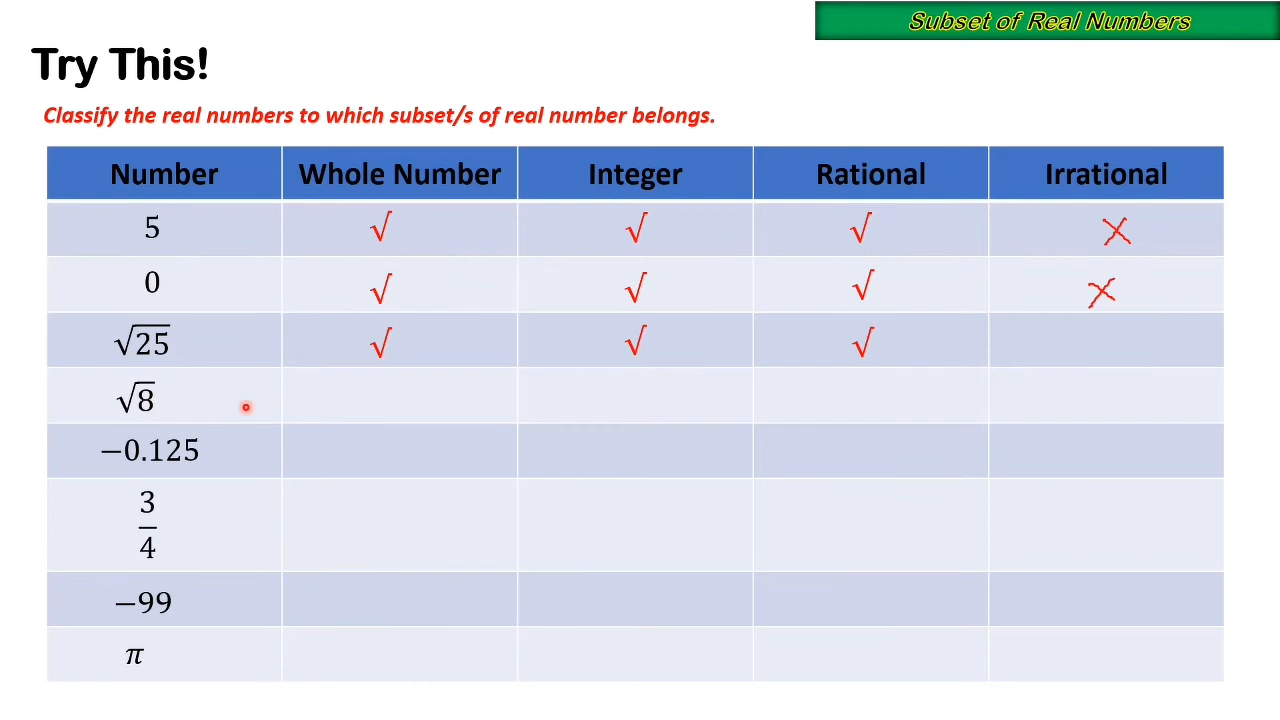 Subset of Real Numbers
Try This!
Classify the real numbers to which subset/s of real number belongs.
Number Whole Number Integer Rational Irrational
5 √ √ √ ×
0 √ √ √ ×
√25 √ √ √
√8
−0.125
3
4
−99
π